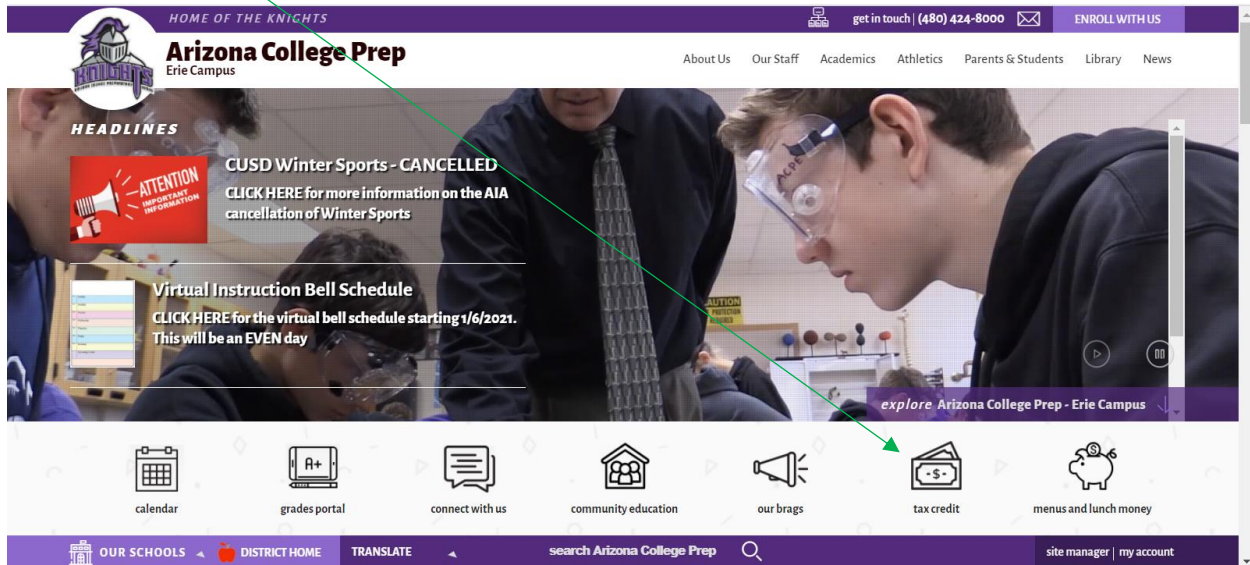 HOME OF THE KNIGHTS
get in touch | (480) 424-8000
ENROLL WITH US
KNIGHTS
Arizona College Prep
Erie Campus
About Us Our Staff Academics Athletics Parents & Students Library News
HEADLINES
ATTENTION
IMPORTANT
INFORMATION
CUSD Winter Sports - CANCELLED
CLICK HERE for more information on the AIA
cancellation of Winter Sports
Virtual Instruction Bell Schedule
CLICK HERE for the virtual bell schedule starting 1/6/2021.
This will be an EVEN day
ACPE
CAUTION
explore Arizona College Prep - Erie Campus
A+
-$-
$
calendar grades portal connect with us community education our brags tax credit menus and lunch money
OUR SCHOOLS DISTRICT HOME TRANSLATE search Arizona College Prep site manager | my account